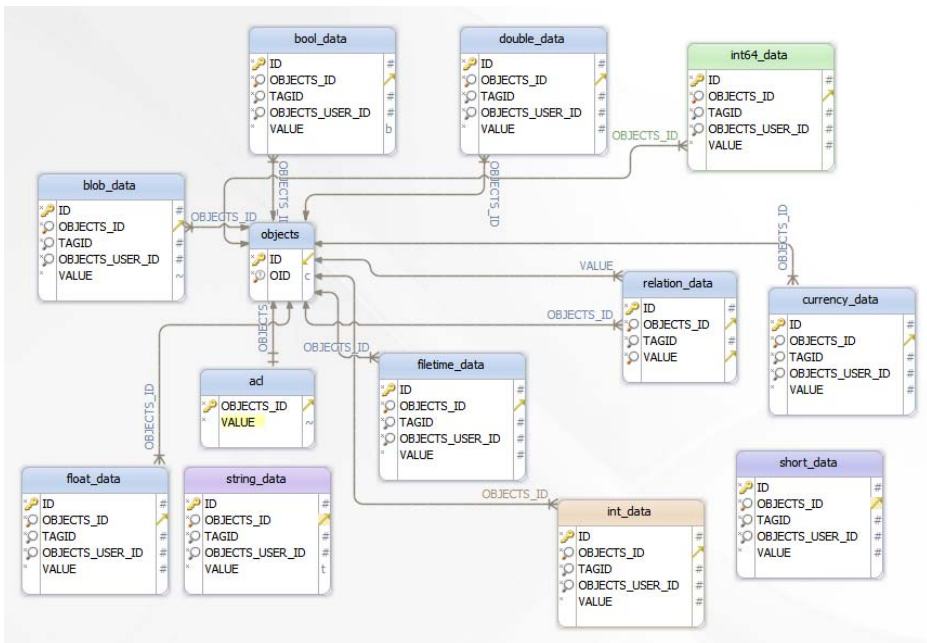 bool_data
ID #
OBJECTS_ID
TAGID #
OBJECTS_USER_ID #
VALUE b
double_data
ID #
OBJECTS_ID
TAGID #
OBJECTS_USER_ID #
VALUE #
int64_data
ID #
OBJECTS_ID
TAGID #
OBJECTS_USER_ID #
VALUE #
OBJECTS_ID
OBJECTS_ID
OBJECTS_ID
blob_data
ID #
OBJECTS_ID
TAGID #
OBJECTS_USER_ID #
VALUE ~
OBJECTS_ID
objects
ID
OID c
OBJECTS_ID
VALUE
OBJECTS_ID
relation_data
ID #
OBJECTS_ID
TAGID #
VALUE
currency_data
ID #
OBJECTS_ID
TAGID #
OBJECTS_USER_ID #
VALUE #
OBJECTS
OBJECTS_ID
filetime_data
ID #
OBJECTS_ID
TAGID #
OBJECTS_USER_ID #
VALUE #
acl
OBJECTS_ID
VALUE ~
OBJECTS_ID
float_data
ID #
OBJECTS_ID
TAGID #
OBJECTS_USER_ID #
VALUE #
string_data
ID #
OBJECTS_ID
TAGID #
OBJECTS_USER_ID #
VALUE t
OBJECTS_ID
int_data
ID #
OBJECTS_ID
TAGID #
OBJECTS_USER_ID #
VALUE #
short_data
ID #
OBJECTS_ID
TAGID #
OBJECTS_USER_ID #
VALUE #